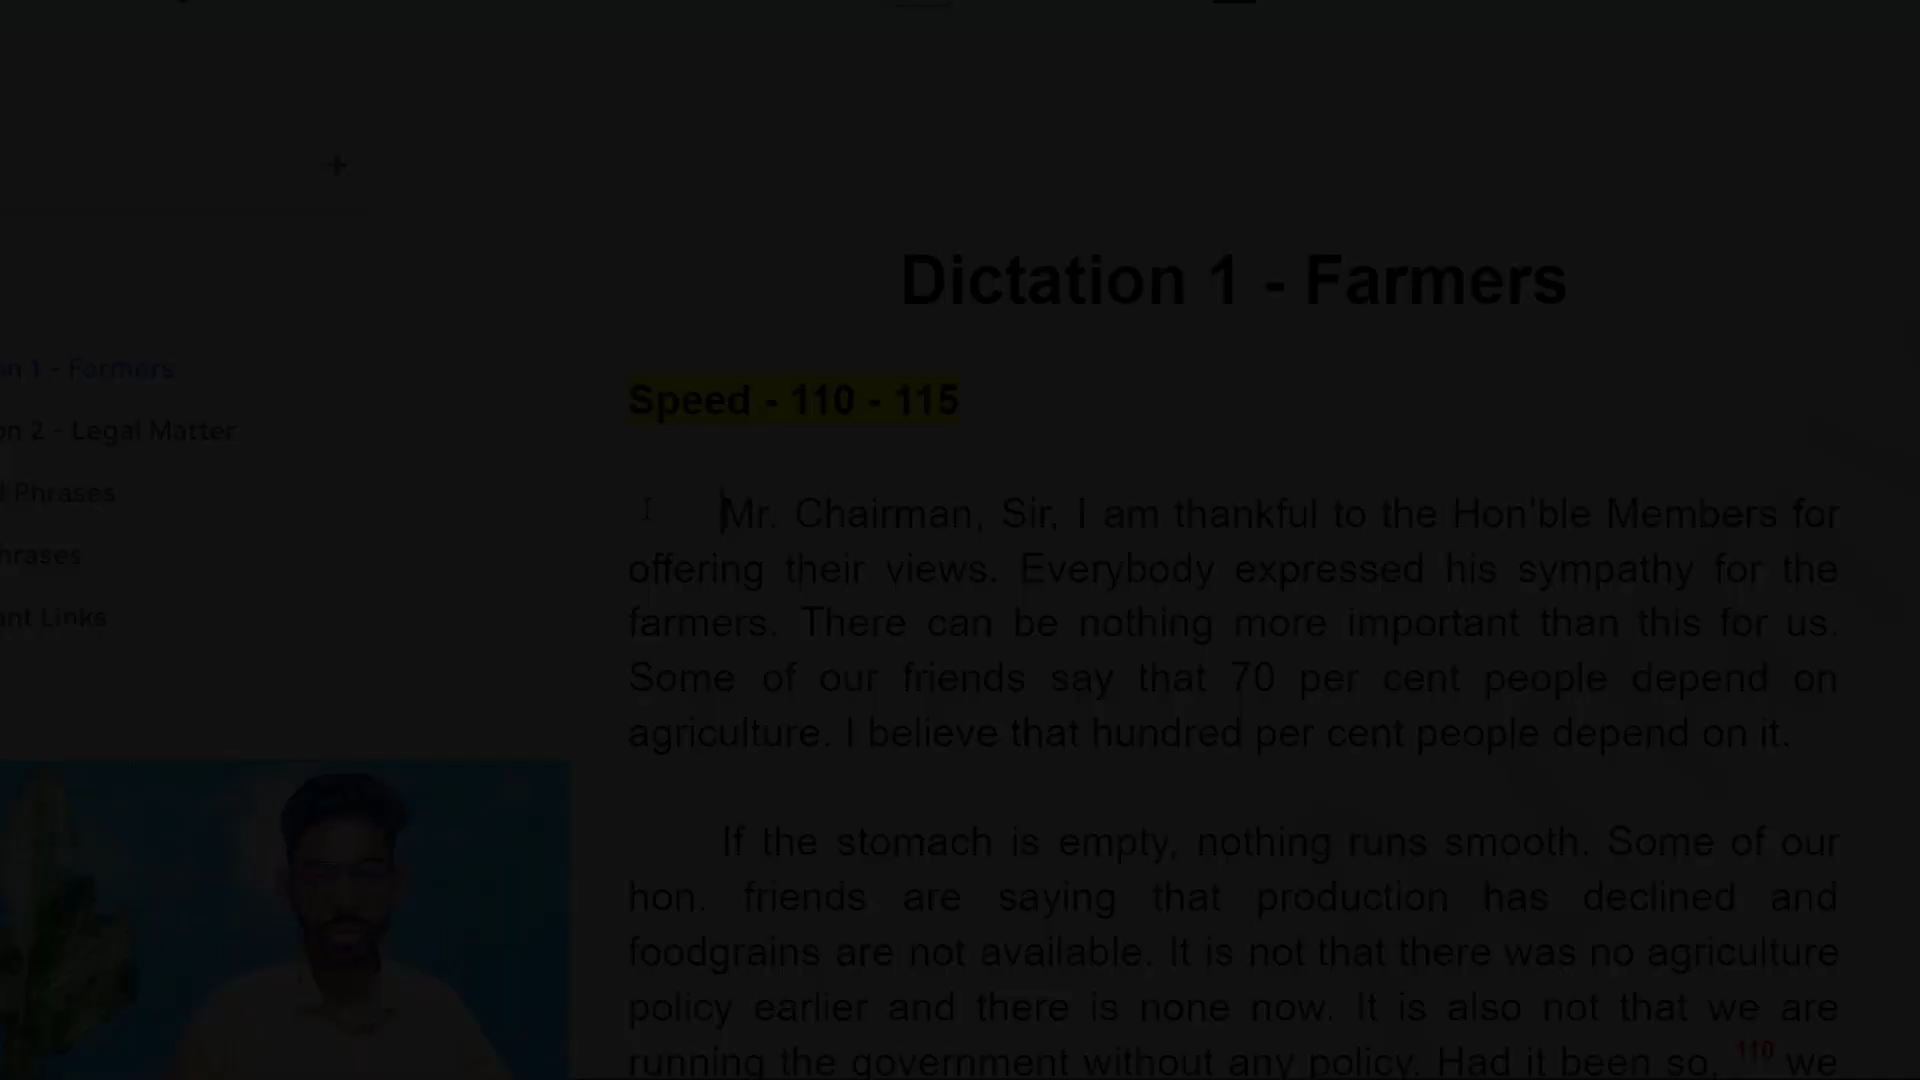 Dictation 1 - Farmers
Speed - 110 - 115
on 1 - Farmers
on 2 - Legal Matter
Phrases
hrases
ant Links
Mr. Chairman, Sir, I am thankful to the Hon'ble Members for
offering their views. Everybody expressed his sympathy for the
farmers. There can be nothing more important than this for us.
Some of our friends say that 70 per cent people depend on
agriculture. I believe that hundred per cent people depend on it.
If the stomach is empty, nothing runs smooth. Some of our
hon. friends are saying that production has declined and
foodgrains are not available. It is not that there was no agriculture
policy earlier and there is none now. It is also not that we are
running the government without any policy. Had it been so, 110 we